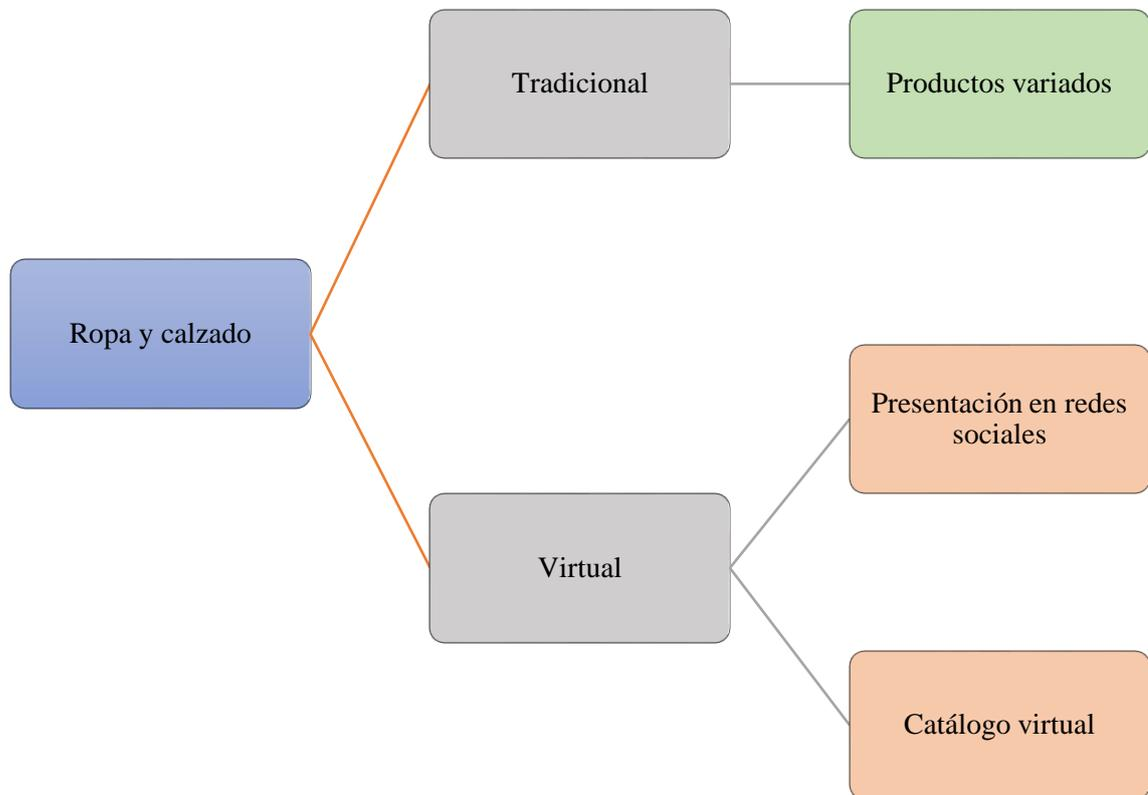 Tradicional
Productos variados
Ropa y calzado
Presentación en redes
sociales
Virtual
Catálogo virtual